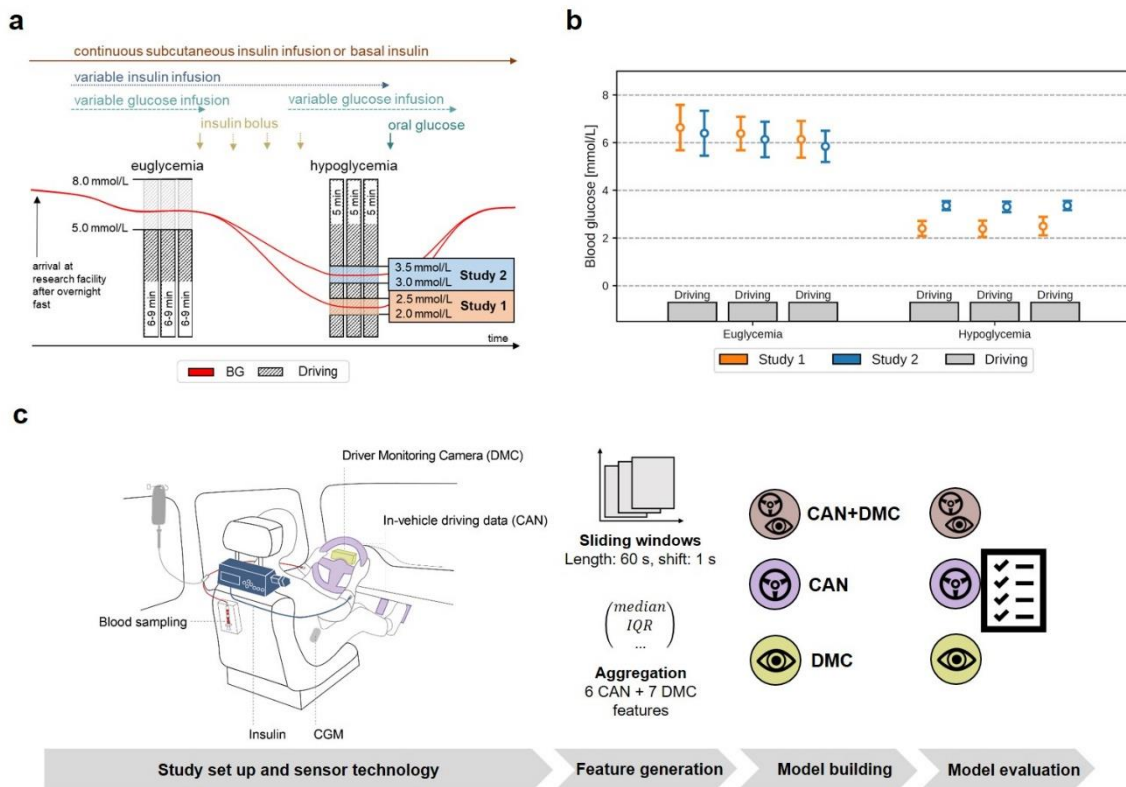 a
continuous subcutaneous insulin infusion or basal insulin
variable insulin infusion
variable glucose infusion
variable glucose infusion
insulin bolus
oral glucose
euglycemia
hypoglycemia
8.0 mmol/L
5.0 mmol/L
5 min
5 min
5 min
6-9 min
6-9 min
6-9 min
arrival at
research facility
after overnight
fast
3.5 mmol/L
3.0 mmol/L
Study 2
2.5 mmol/L
2.0 mmol/L
Study 1
time
BG
Driving
b
Blood glucose [mmol/L]
8
6
4
2
0
Driving
Driving
Driving
Driving
Driving
Driving
Euglycemia
Hypoglycemia
Study 1
Study 2
Driving
c
Driver Monitoring Camera (DMC)
In-vehicle driving data (CAN)
Blood sampling
Insulin
CGM
Sliding windows
Length: 60 s, shift: 1 s
median
IQR
...
Aggregation
6 CAN + 7 DMC
features
CAN+DMC
CAN
DMC
Study set up and sensor technology
Feature generation
Model building
Model evaluation